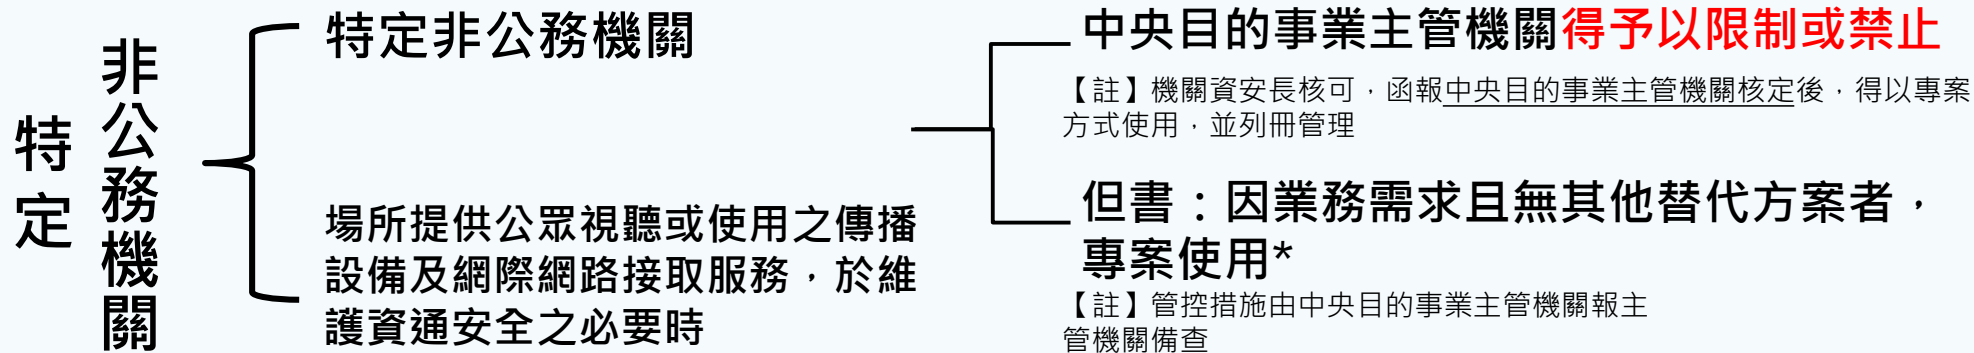 特定
非公務機關
特定非公務機關
場所提供公眾視聽或使用之傳播
設備及網際網路接取服務，於維
護資通安全之必要時
中央目的事業主管機關得予以限制或禁止
【註】機關資安長核可，函報中央目的事業主管機關核定後，得以專案
方式使用，並列冊管理
但書：因業務需求且無其他替代方案者，
專案使用*
【註】管控措施由中央目的事業主管機關報主
管機關備查